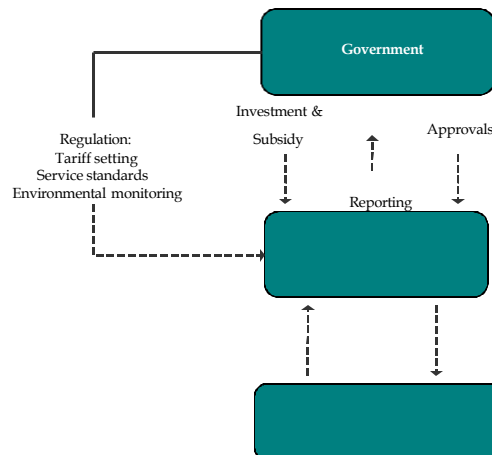 Government
Investment &
Subsidy
Approvals
Regulation:
Tariff setting
Service standards
Environmental monitoring
Reporting